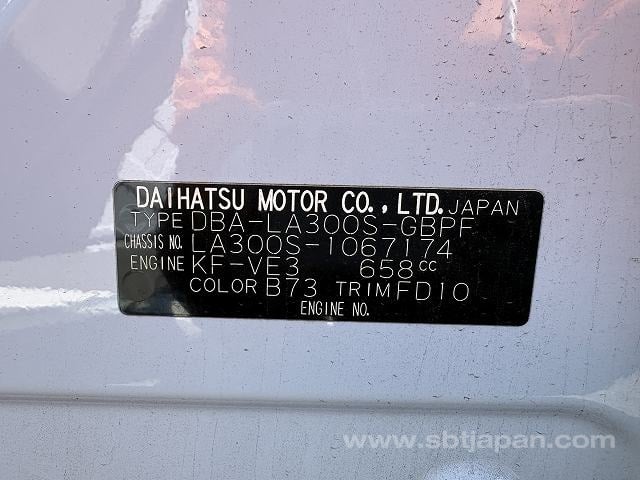 DAIHATSU MOTOR CO., LTD. JAPAN
TYPE DBA-LA300S-GBPF
CHASSIS NO. LA300S-1067174
ENGINE KF-VE3 658cc
COLOR B73 TRIM FD10
ENGINE NO.
www.sbtjapan.com